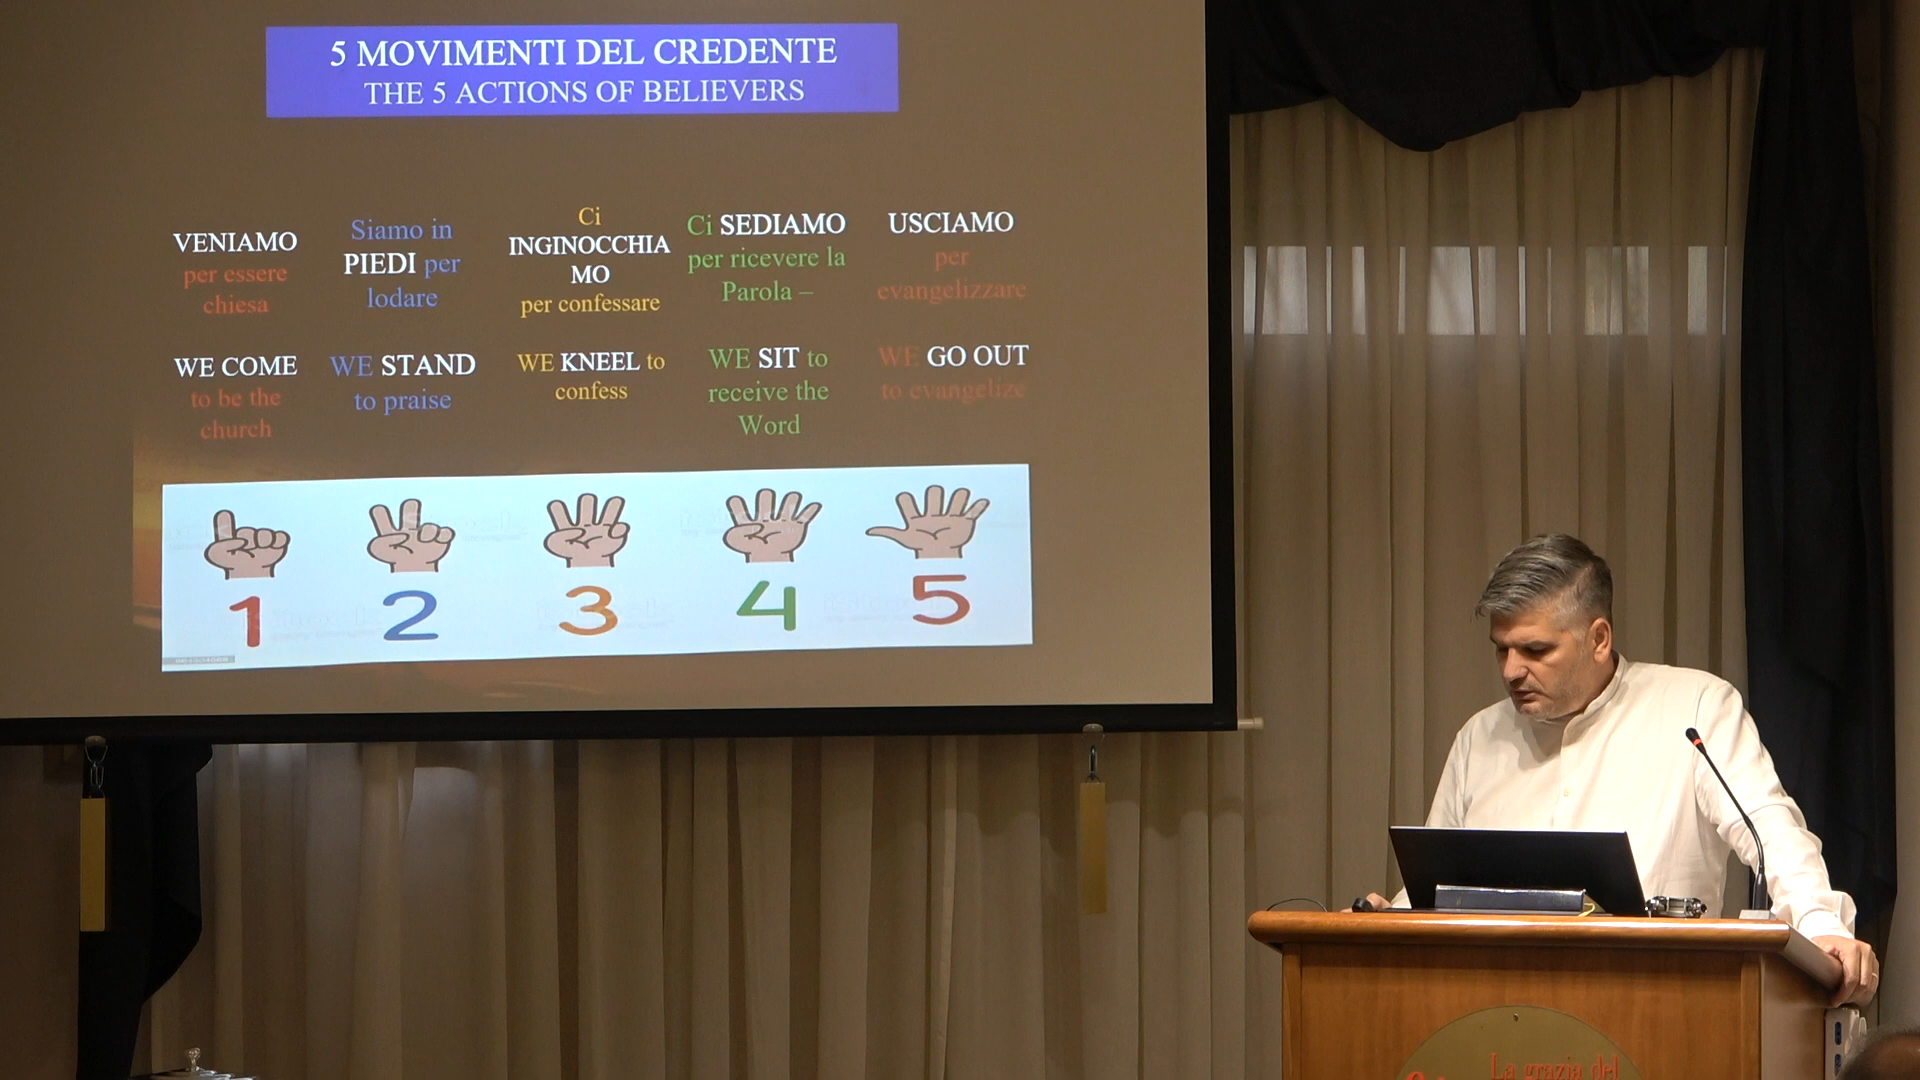 5 MOVIMENTI DEL CREDENTE
THE 5 ACTIONS OF BELIEVERS
VENIAMO
per essere
chiesa
Siamo in
PIEDI per
lodare
Ci
INGINOCCHIA
MO
per confessare
Ci SEDIAMO
per ricevere la
Parola –
USCIAMO
per
evangelizzare
WE COME
to be the
church
WE STAND
to praise
WE KNEEL to
confess
WE SIT to
receive the
Word
WE GO OUT
to evangelize
1
2
3
4
5
La grazia del